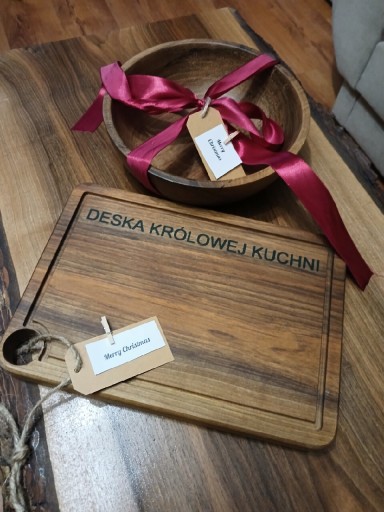 Merry
Christmas
DESKA KRÓLOWEJ KUCHNI
Merry Christmas